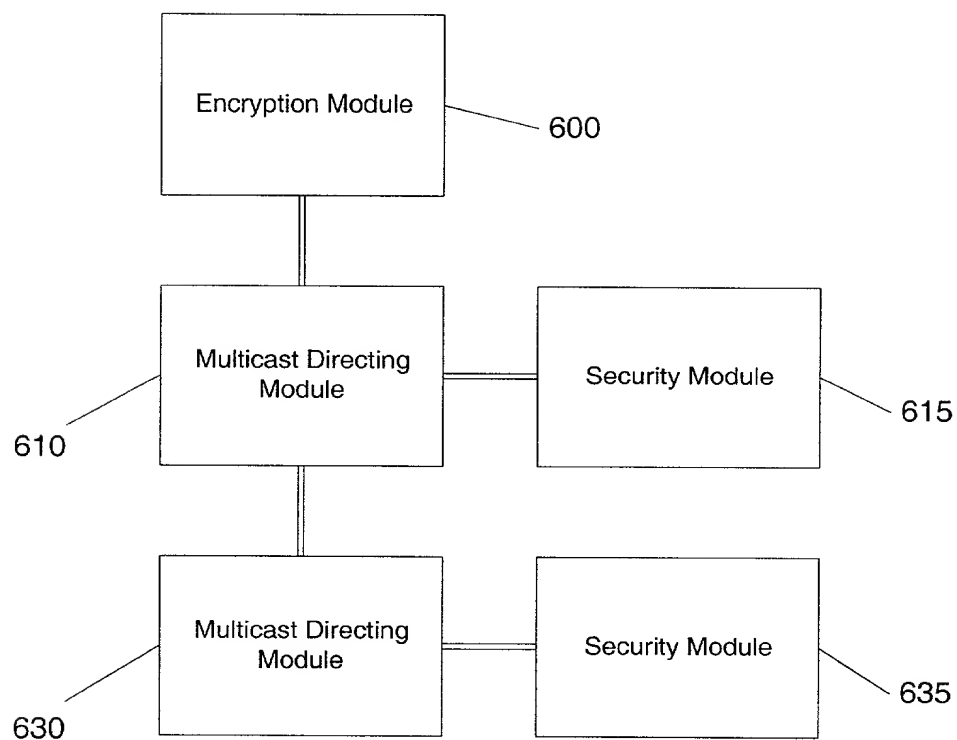 Encryption Module
600
Multicast Directing
Module
Security Module
610
615
Multicast Directing
Module
Security Module
630
635